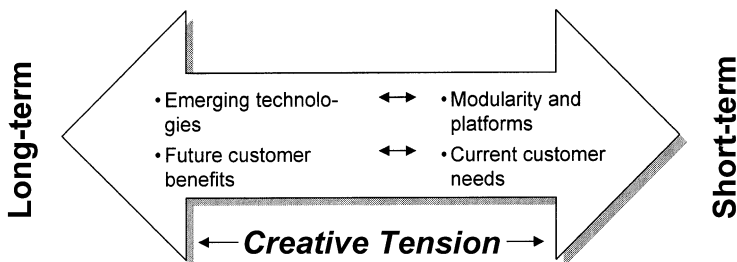 Long-term
• Emerging technolo-
gies
• Future customer
benefits
• Modularity and
platforms
• Current customer
needs
Short-term
Creative Tension